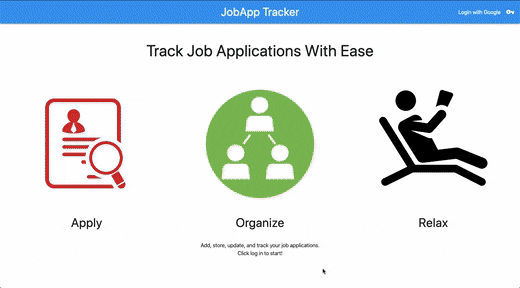 JobApp Tracker
Login with Google
Track Job Applications With Ease
Apply
Organize
Relax
Add, store, update, and track your job applications.
Click log in to start!